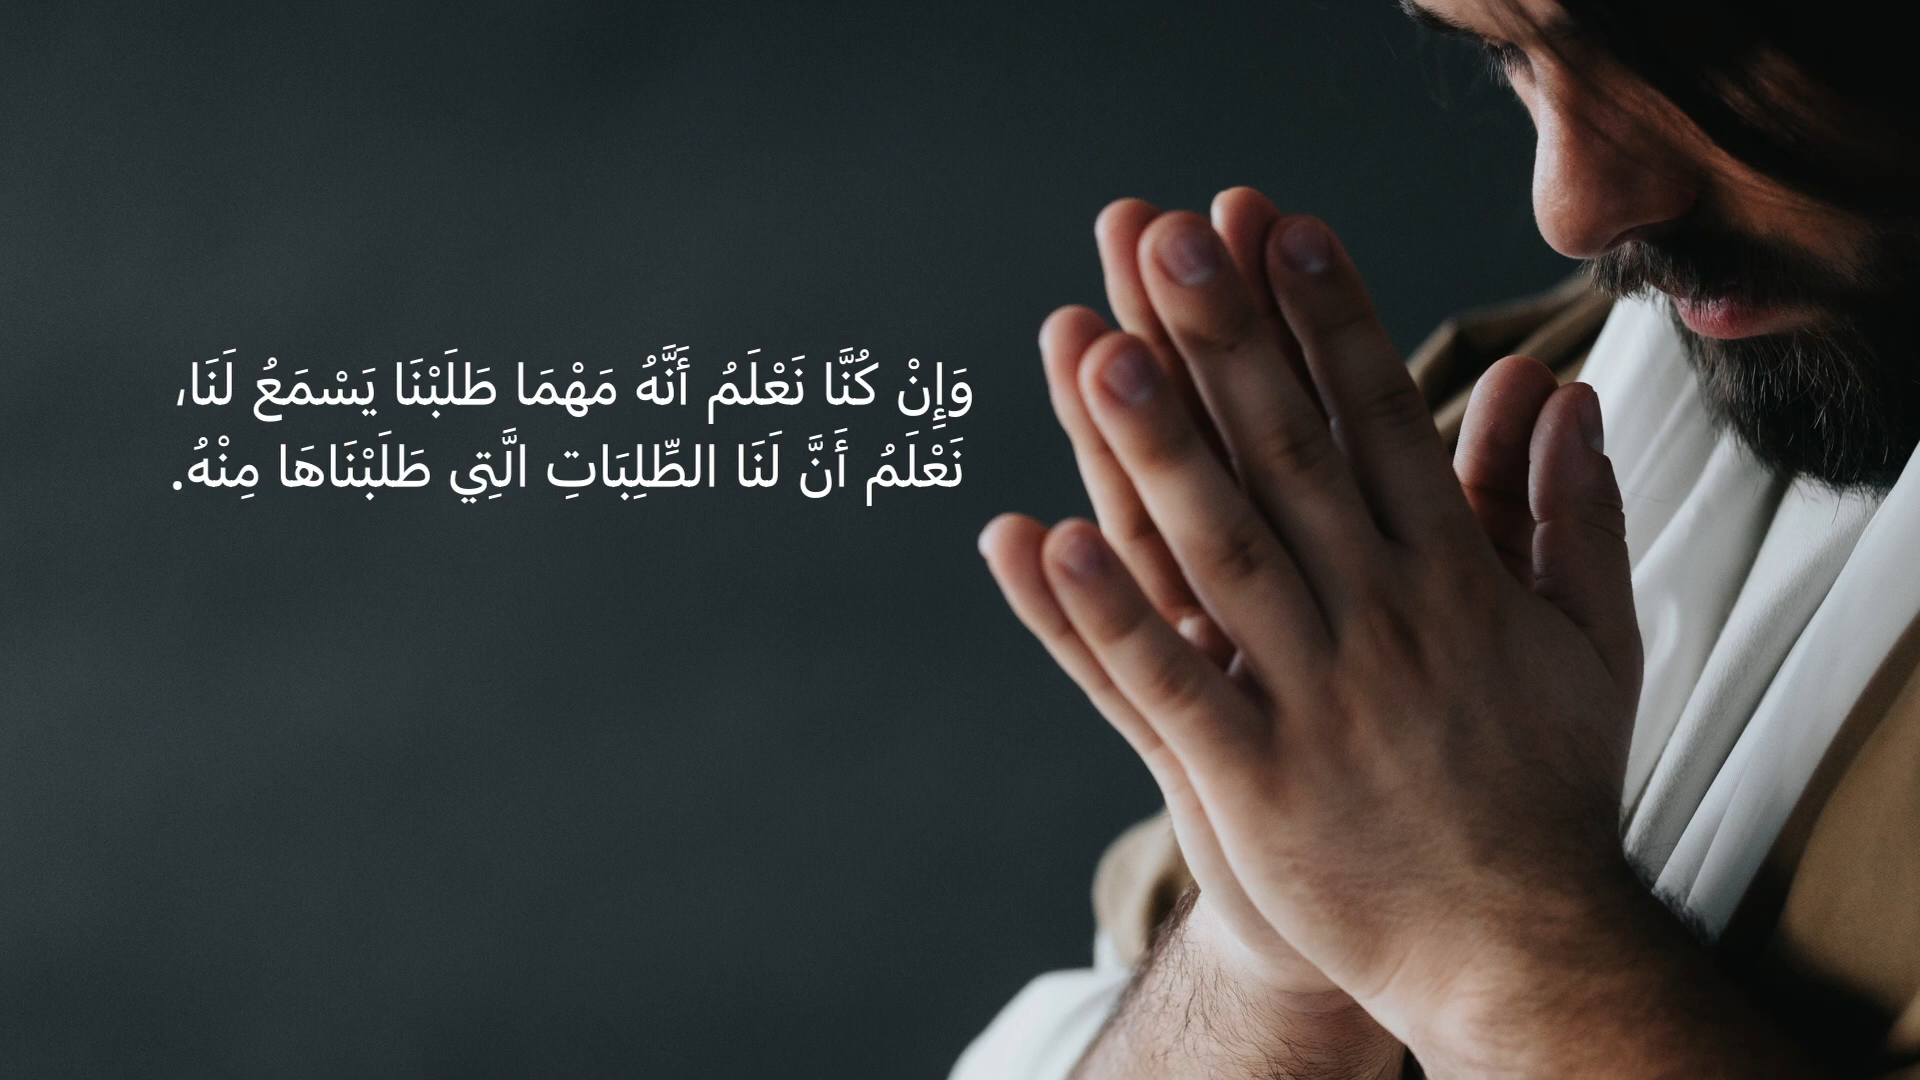 وَإِنْ كُنَّا نَعْلَمُ أَنَّهُ مَهْمَا طَلَبْنَا يَسْمَعُ لَنَا،
نَعْلَمُ أَنَّ لَنَا الطِّلِبَاتِ الَّتِي طَلَبْنَاهَا مِنْهُ.